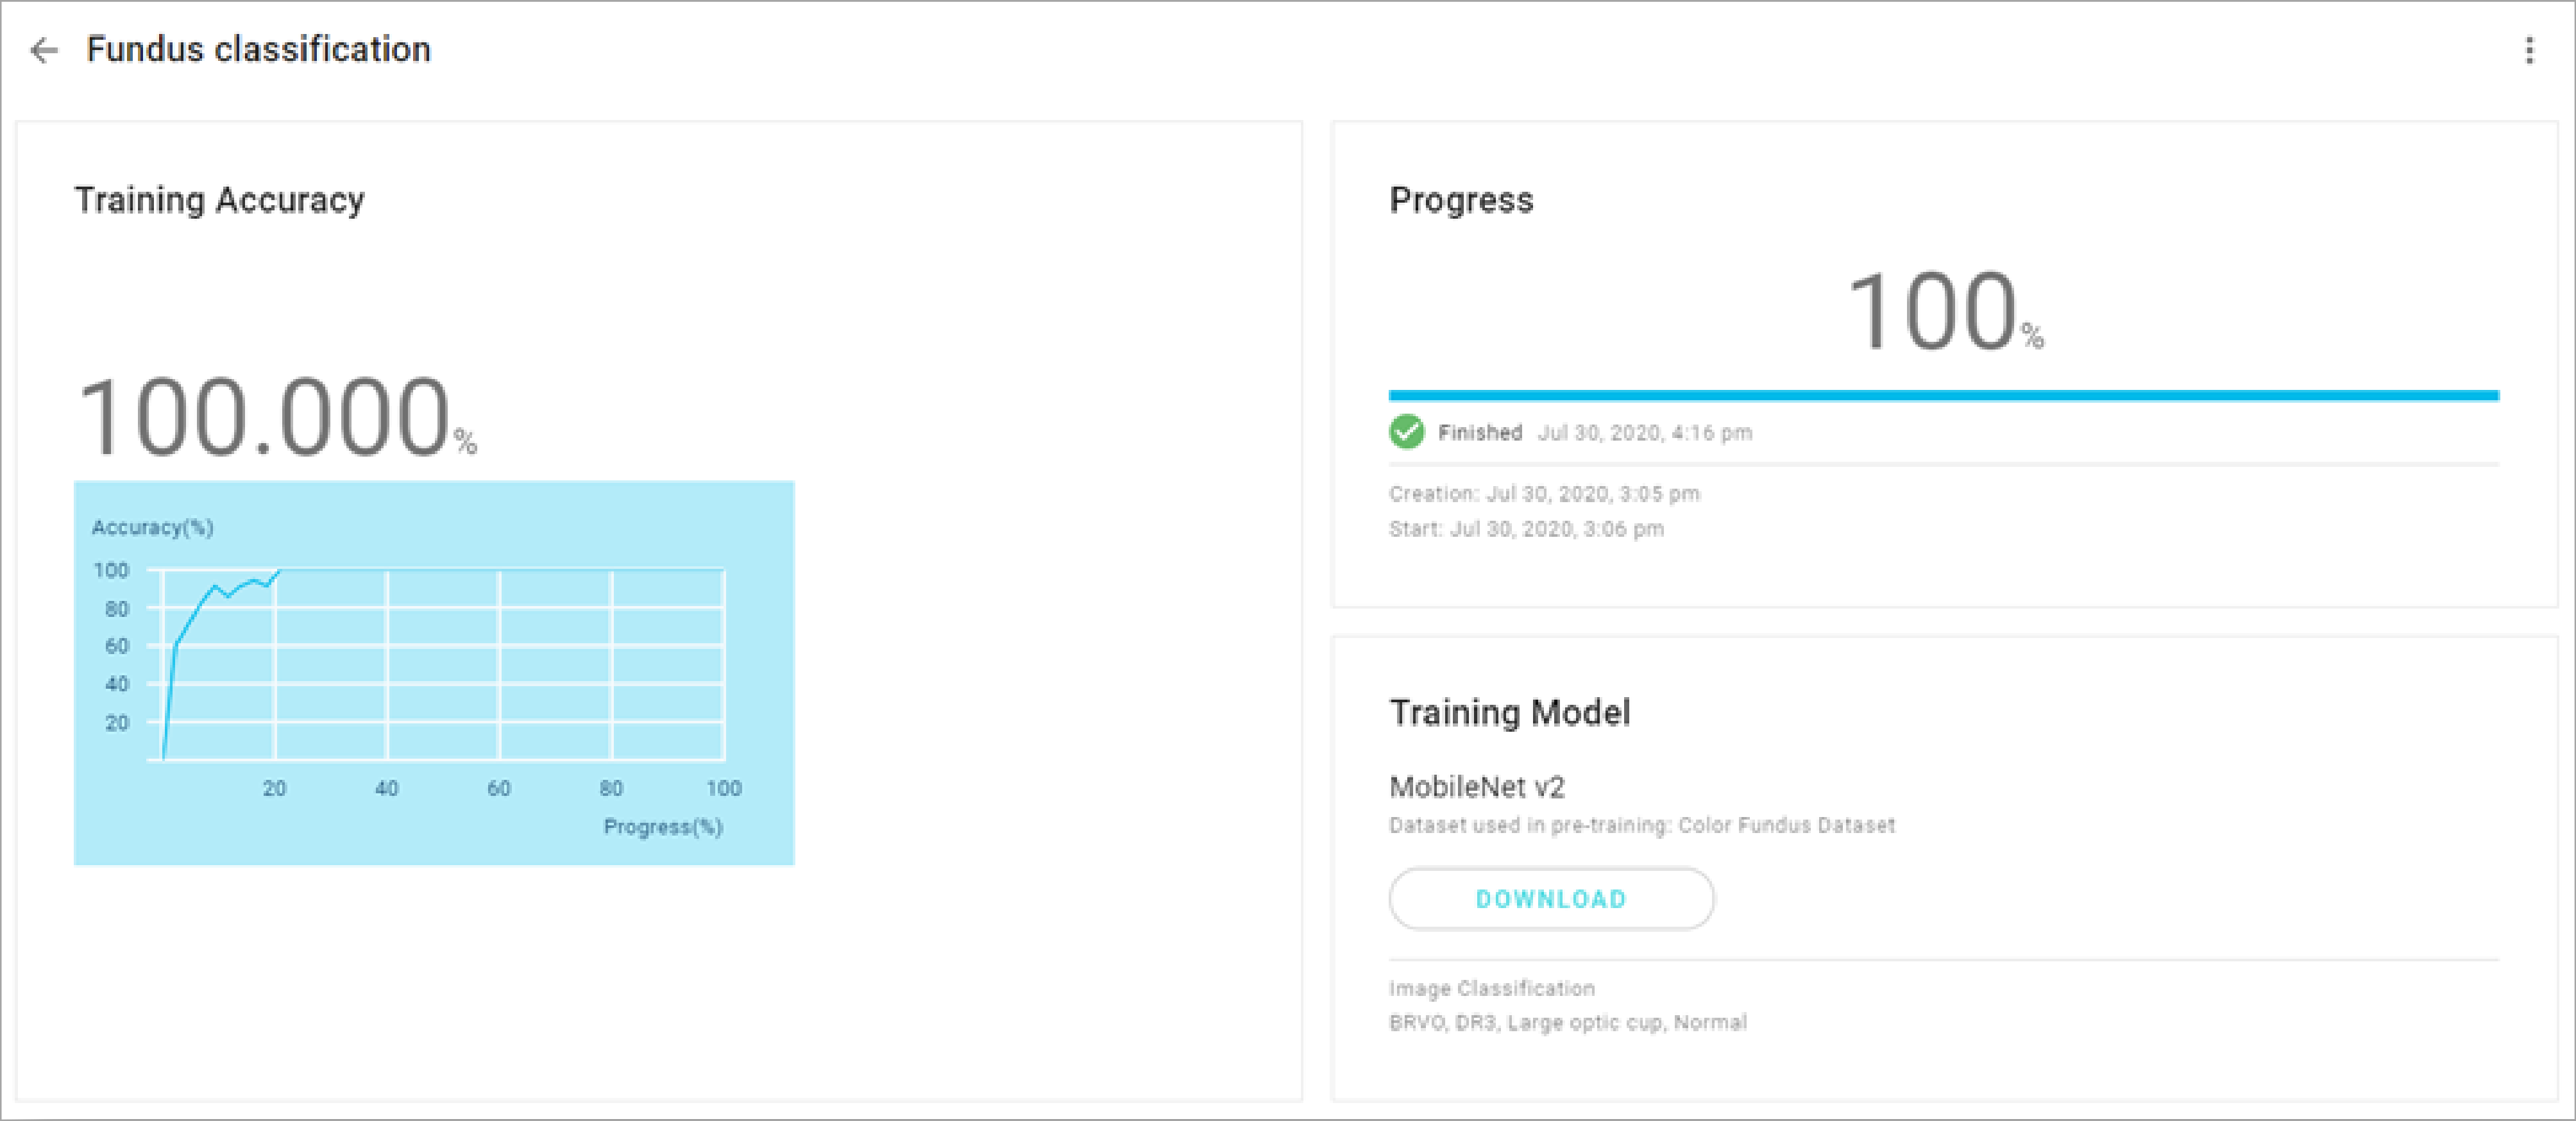 Fundus classification
Training Accuracy
100.000%
Accuracy(%)
100
80
60
40
20
20 40 60 80 100
Progress(%)
Progress
100%
Finished Jul 30, 2020, 4:16 pm
Creation: Jul 30, 2020, 3:05 pm
Start: Jul 30, 2020, 3:06 pm
Training Model
MobileNet v2
Dataset used in pre-training: Color Fundus Dataset
DOWNLOAD
Image Classification
BRVO, DR3, Large optic cup, Normal